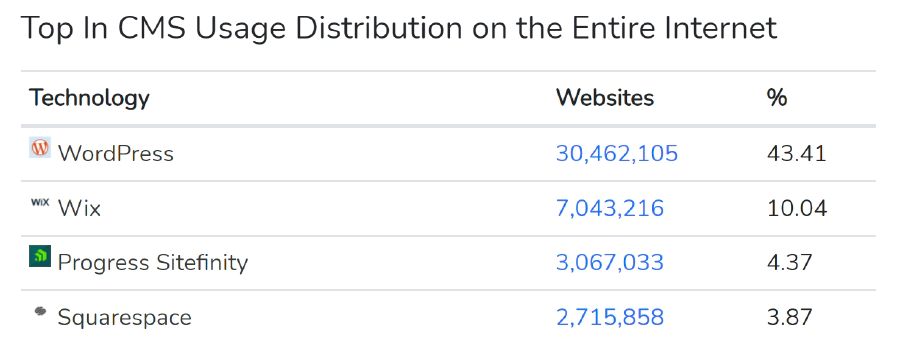 Top In CMS Usage Distribution on the Entire Internet
Technology Websites %
WordPress 30,462,105 43.41
WiX Wix 7,043,216 10.04
Progress Sitefinity 3,067,033 4.37
Squarespace 2,715,858 3.87